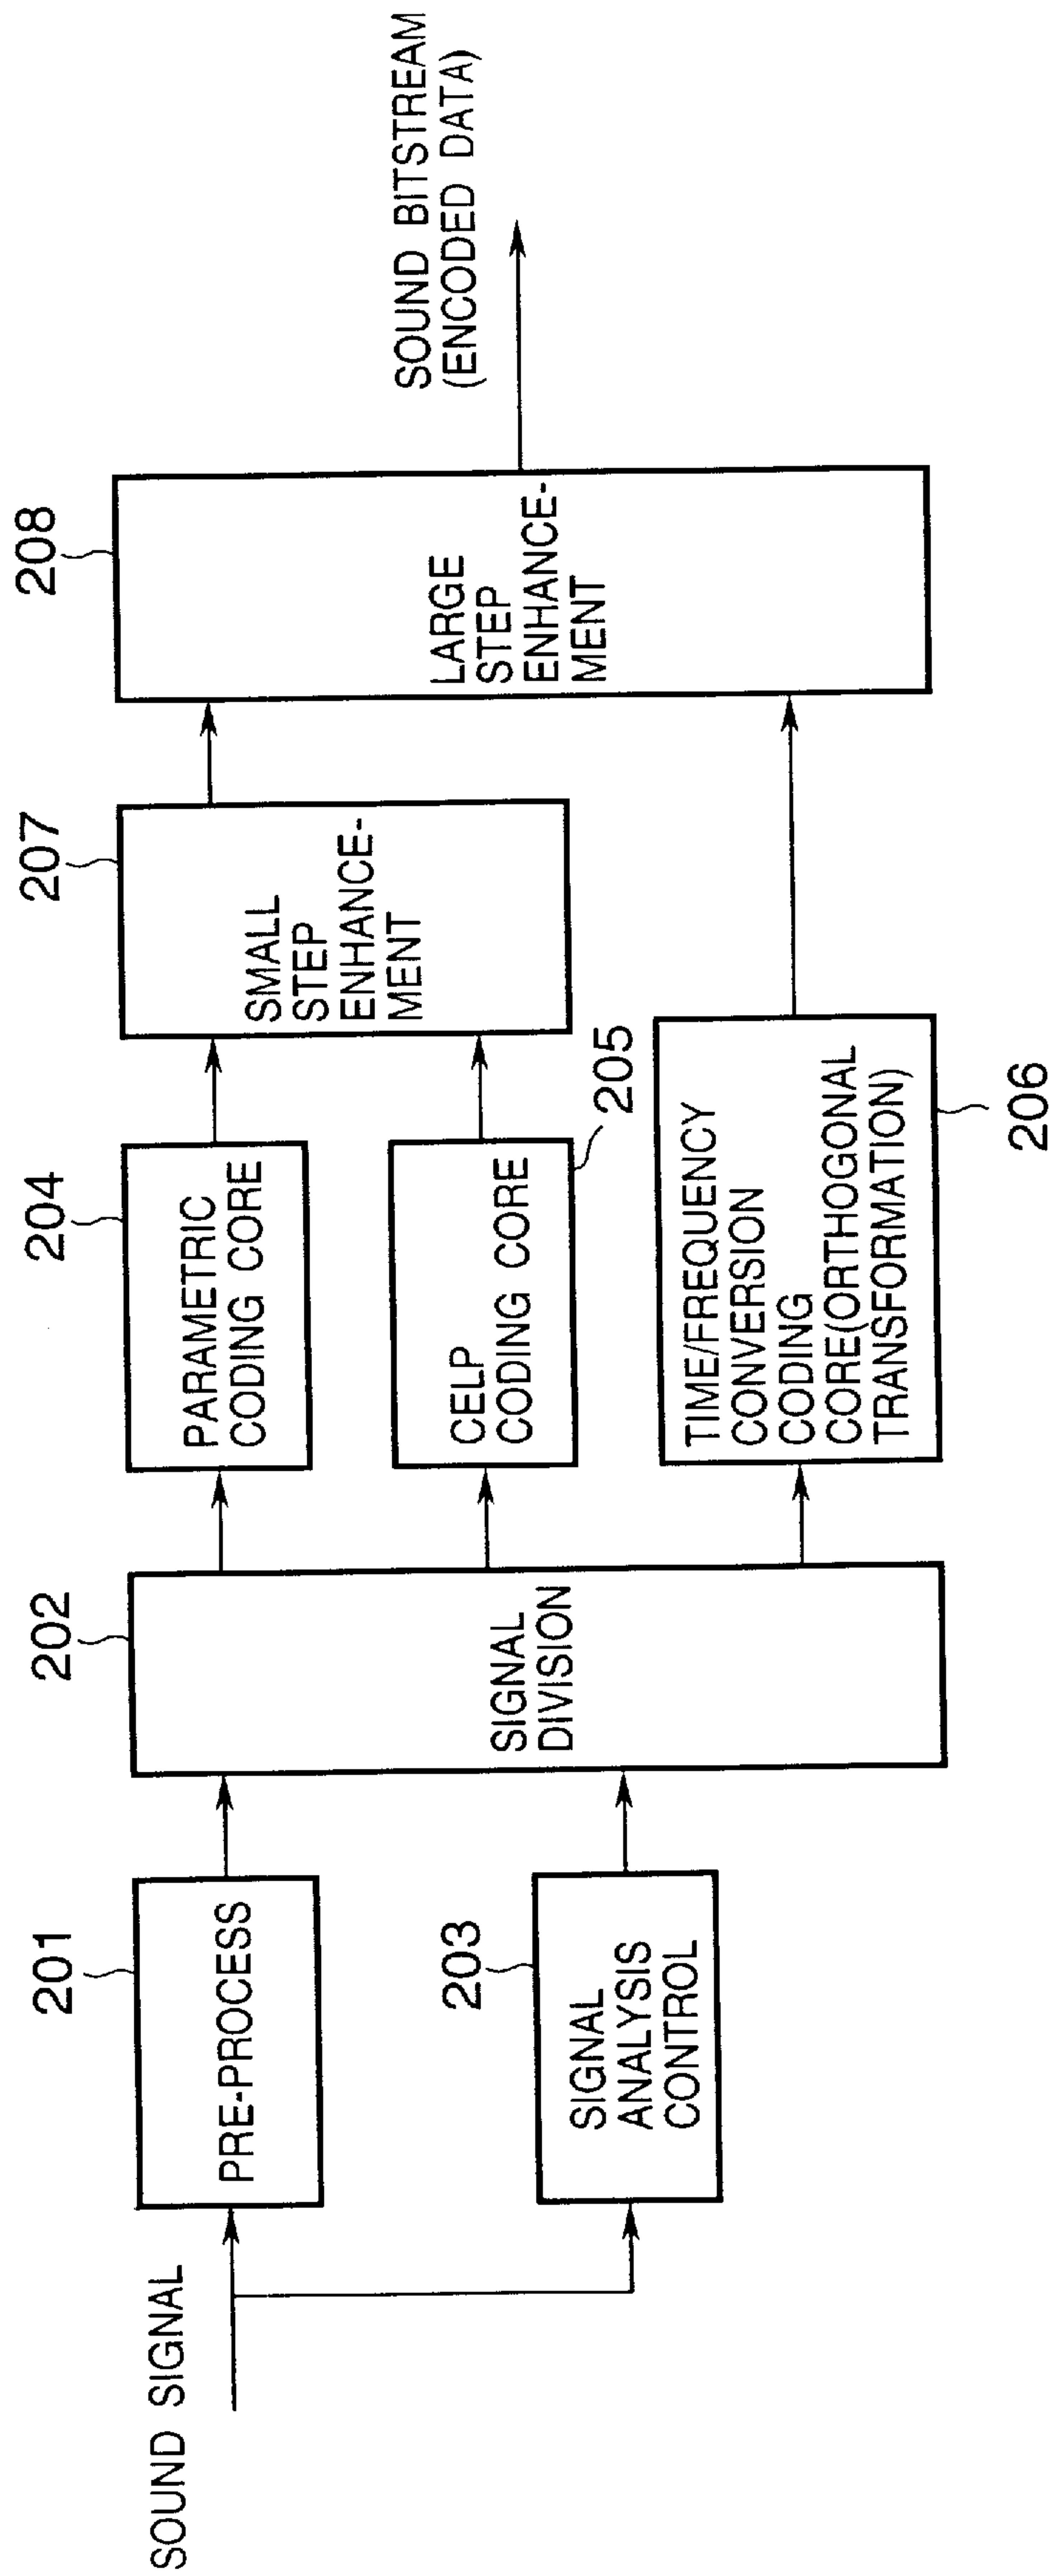 SOUND SIGNAL
201
PRE-PROCESS
203
SIGNAL
ANALYSIS
CONTROL
202
SIGNAL
DIVISION
204
PARAMETRIC
CODING CORE
CELP
CODING CORE
205
TIME/FREQUENCY
CONVERSION
CODING
CORE(ORTHOGONAL
TRANSFORMATION)
206
207
SMALL
STEP
ENHANCE-
MENT
208
LARGE
STEP
ENHANCE-
MENT
SOUND BITSTREAM
(ENCODED DATA)